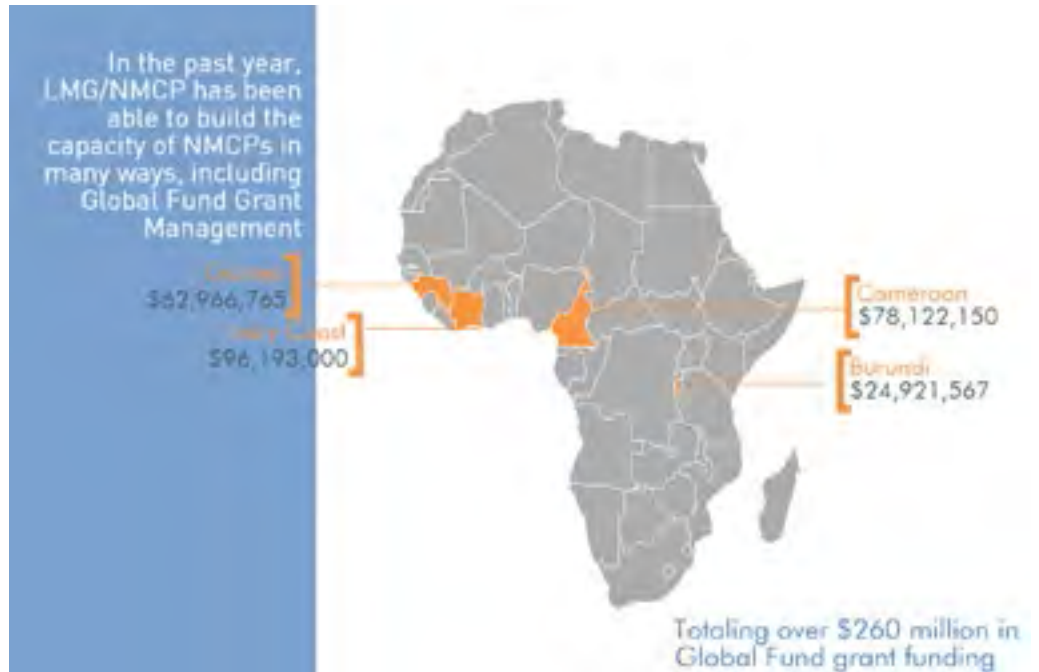 In the past year,
LMG/NMCP has been
able to build the
capacity of NMCPs in
many ways, including
Global Fund Grant
Management
Guinea
$62,966,765
Ivory Coast
$96,193,000
Cameroon
$78,122,150
Burundi
$24,921,567
Totaling over $260 million in
Global Fund grant funding